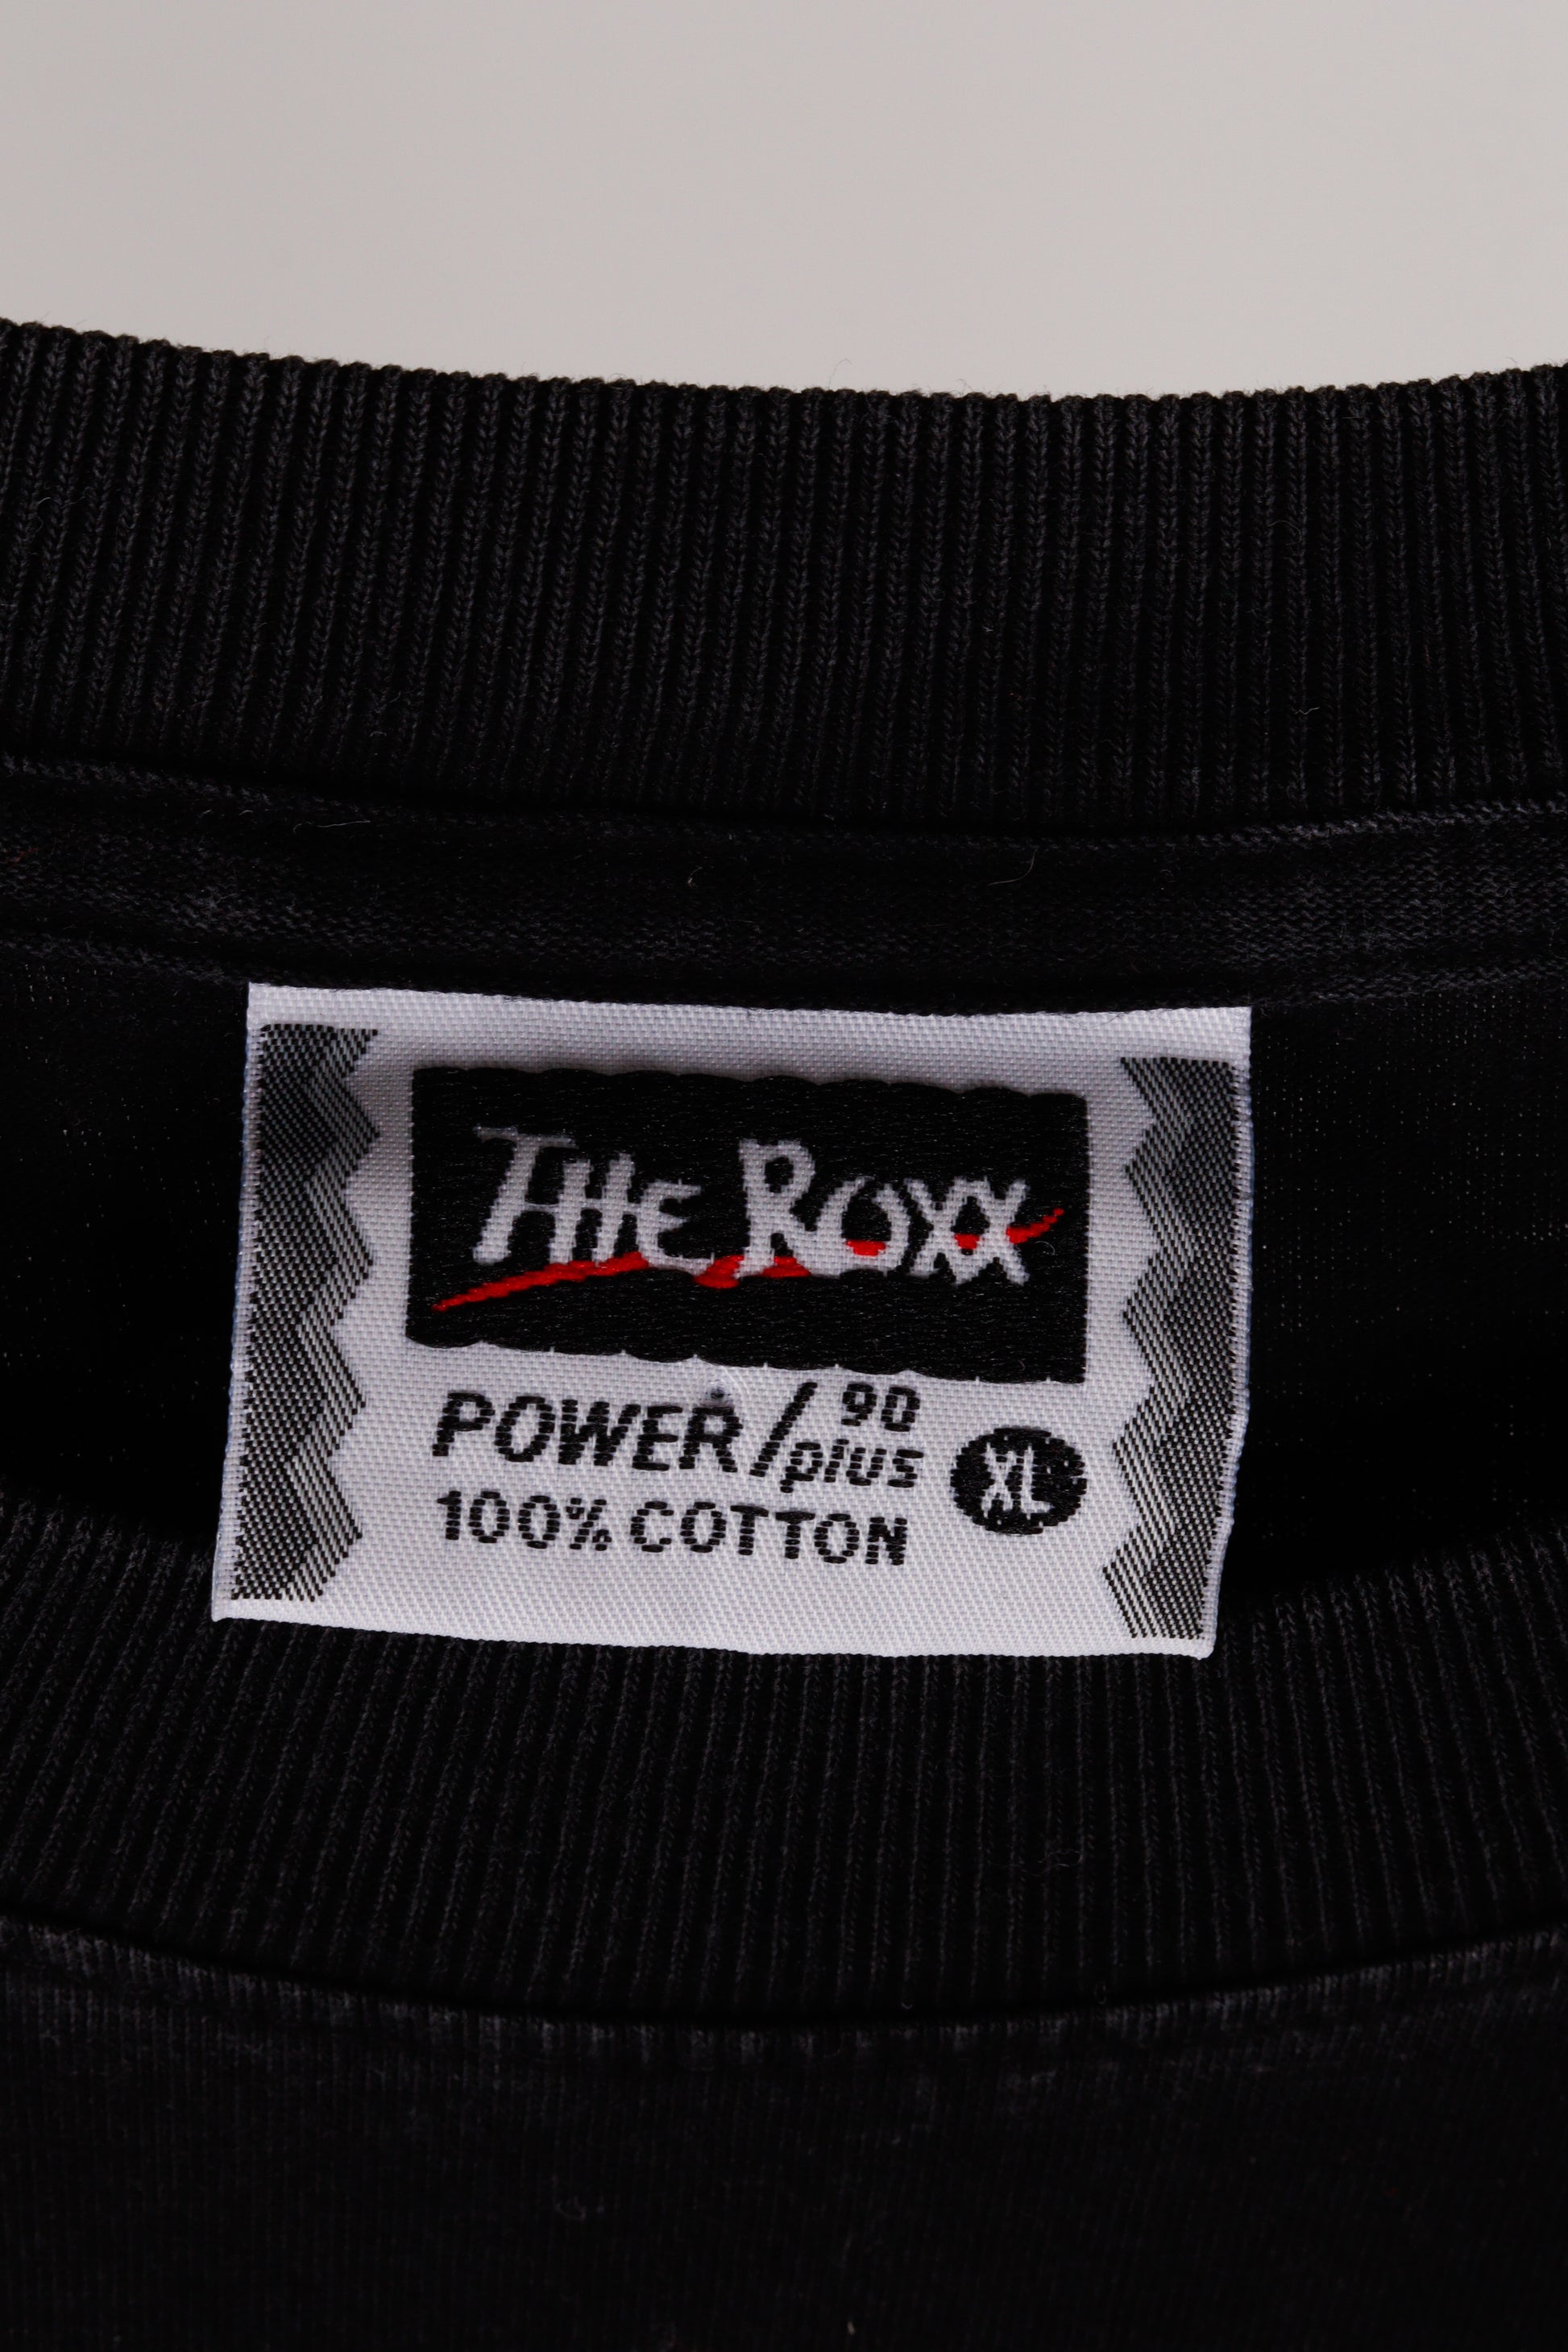 THE ROXX
POWER/90 plus
XL
100% COTTON